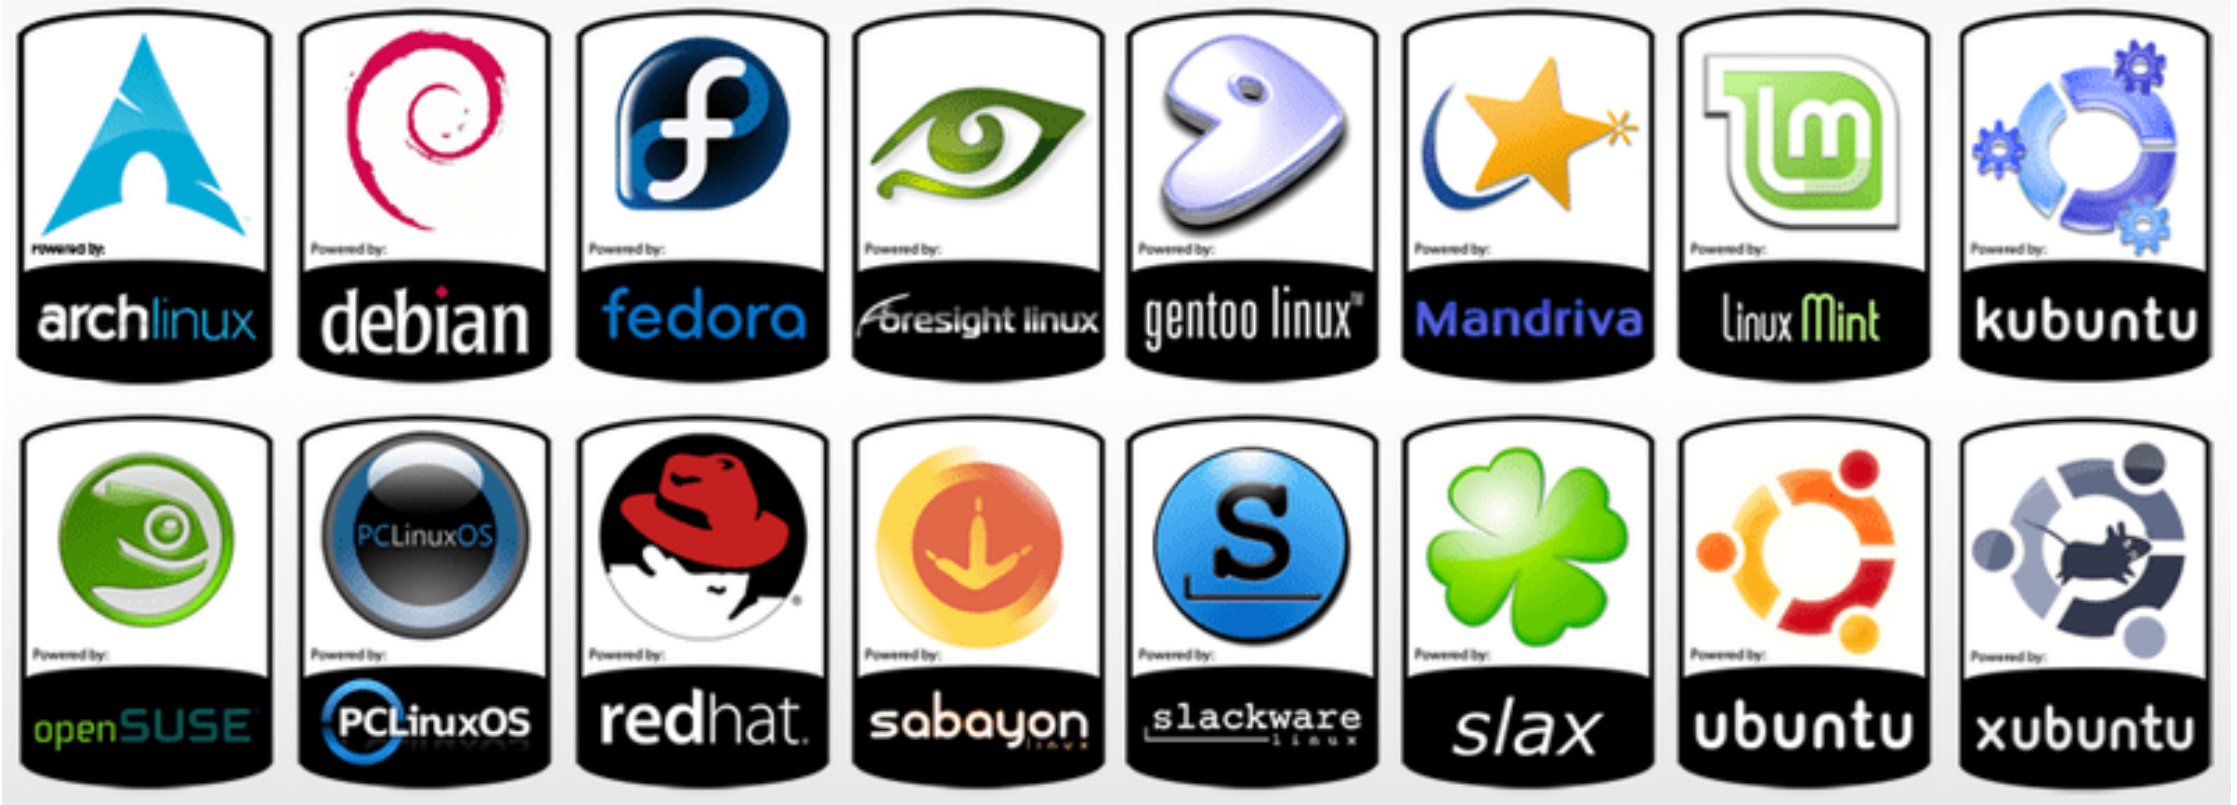 Powered by:
archlinux
Powered by:
debian
Powered by:
fedora
Powered by:
foresight linux
Powered by:
gentoo linux™
Powered by:
Mandriva
lm
Powered by:
Linux Mint
Powered by:
kubuntu
Powered by:
openSUSE
PCLinuxOS
Powered by:
PCLinuxOS
®
Powered by:
redhat.
Powered by:
sabayon
linux
S
Powered by:
slackware
linux
Powered by:
slax
Powered by:
ubuntu
Powered by:
xubuntu